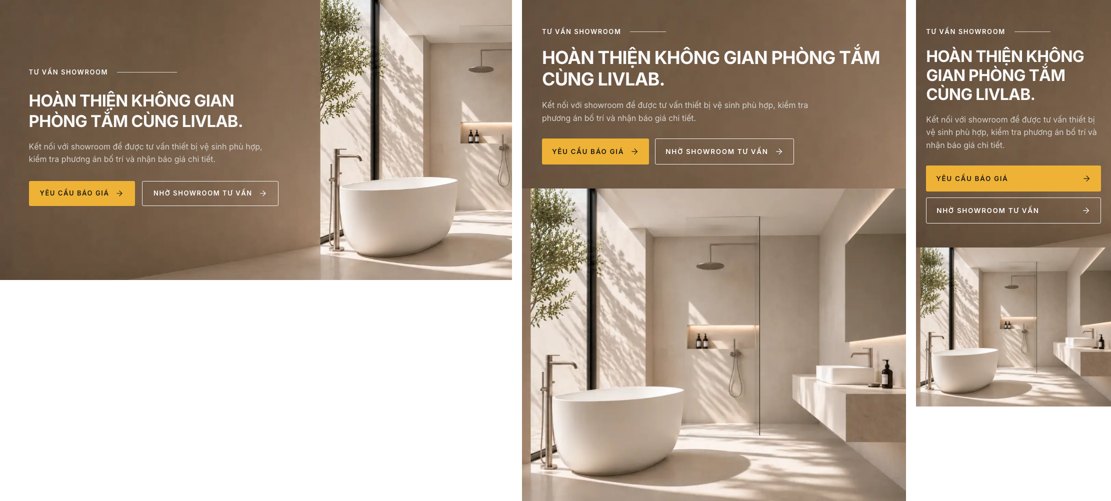 TƯ VẤN SHOWROOM
HOÀN THIỆN KHÔNG GIAN
PHÒNG TẮM CÙNG LIVLAB.
Kết nối với showroom để được tư vấn thiết bị vệ sinh phù hợp,
kiểm tra phương án bố trí và nhận báo giá chi tiết.
YÊU CẦU BÁO GIÁ →
NHỜ SHOWROOM TƯ VẤN →
TƯ VẤN SHOWROOM
HOÀN THIỆN KHÔNG GIAN PHÒNG TẮM
CÙNG LIVLAB.
Kết nối với showroom để được tư vấn thiết bị vệ sinh phù hợp, kiểm tra
phương án bố trí và nhận báo giá chi tiết.
YÊU CẦU BÁO GIÁ →
NHỜ SHOWROOM TƯ VẤN →
TƯ VẤN SHOWROOM
HOÀN THIỆN KHÔNG
GIAN PHÒNG TẮM
CÙNG LIVLAB.
Kết nối với showroom để được tư vấn thiết bị
vệ sinh phù hợp, kiểm tra phương án bố trí và
nhận báo giá chi tiết.
YÊU CẦU BÁO GIÁ →
NHỜ SHOWROOM TƯ VẤN →